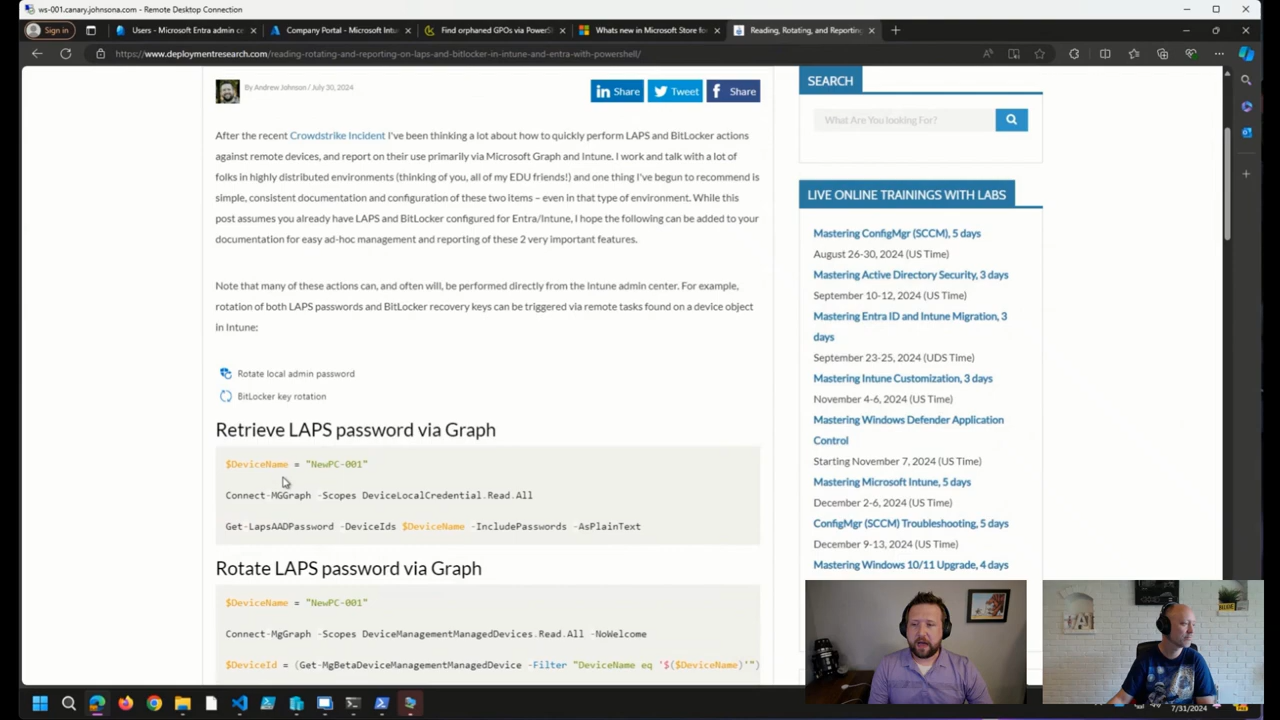 ws-001.canary.johnsona.com - Remote Desktop Connection
Sign in
Users - Microsoft Entra admin ce
Company Portal - Microsoft Intu
Find orphaned GPOs via PowerS
Whats new in Microsoft Store for
Reading, Rotating, and Reporting
https://www.deploymentresearch.com/reading-rotating-and-reporting-on-laps-and-bitlocker-in-intune-and-entra-with-powershell/
By Andrew Johnson / July 30, 2024
Share
Tweet
Share
After the recent Crowdstrike Incident I've been thinking a lot about how to quickly perform LAPS and BitLocker actions
against remote devices, and report on their use primarily via Microsoft Graph and Intune. I work and talk with a lot of
folks in highly distributed environments (thinking of you, all of my EDU friends!) and one thing I've begun to recommend is
simple, consistent documentation and configuration of these two items – even in that type of environment. While this
post assumes you already have LAPS and BitLocker configured for Entra/Intune, I hope the following can be added to your
documentation for easy ad-hoc management and reporting of these 2 very important features.
Note that many of these actions can, and often will, be performed directly from the Intune admin center. For example,
rotation of both LAPS passwords and BitLocker recovery keys can be triggered via remote tasks found on a device object
in Intune:
Rotate local admin password
BitLocker key rotation
Retrieve LAPS password via Graph
$DeviceName = "NewPC-001"
Connect-MGGraph -Scopes DeviceLocalCredential.Read.All
Get-LapsAADPassword -DeviceIds $DeviceName -IncludePasswords -AsPlainText
Rotate LAPS password via Graph
$DeviceName = "NewPC-001"
Connect-MgGraph -Scopes DeviceManagementManagedDevices.Read.All -NoWelcome
$DeviceId = (Get-MgBetaDeviceManagementManagedDevice -Filter "DeviceName eq '$($DeviceName)'")
SEARCH
What Are You looking For?
LIVE ONLINE TRAININGS WITH LABS
Mastering ConfigMgr (SCCM), 5 days
August 26-30, 2024 (US Time)
Mastering Active Directory Security, 3 days
September 10-12, 2024 (US Time)
Mastering Entra ID and Intune Migration, 3
days
September 23-25, 2024 (UDS Time)
Mastering Intune Customization, 3 days
November 4-6, 2024 (US Time)
Mastering Windows Defender Application
Control
Starting November 7, 2024 (US Time)
Mastering Microsoft Intune, 5 days
December 2-6, 2024 (US Time)
ConfigMgr (SCCM) Troubleshooting, 5 days
December 9-13, 2024 (US Time)
Mastering Windows 10/11 Upgrade, 4 days
7/31/2024